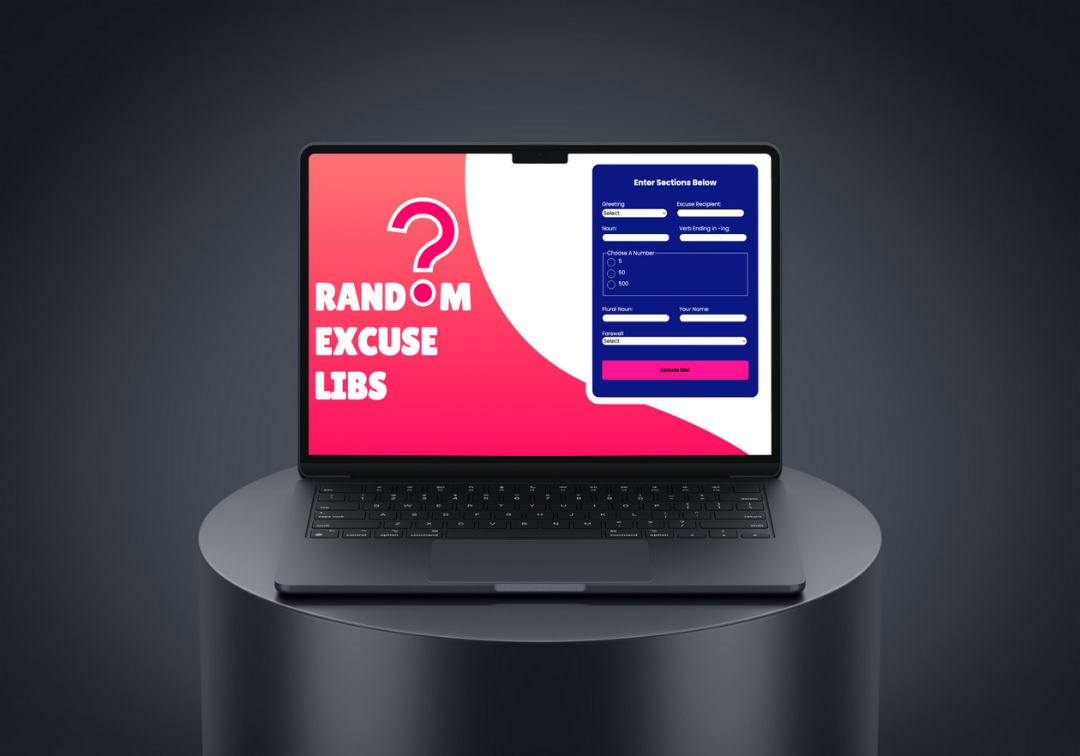 RANDOM
EXCUSE
LIBS
Enter Sections Below
Greeting
Excuse Recipient:
Select
Noun:
Verb Ending in -ing:
Choose A Number
5
50
500
Plural Noun:
Your Name:
Farewell
Select
Excuse Me!